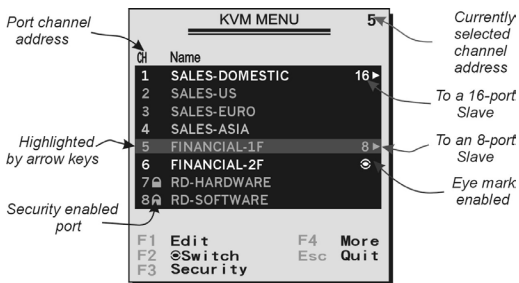 KVM MENU 5
Port channel
address
Currently
selected
channel
address
CH Name
1 SALES-DOMESTIC 16
2 SALES-US
3 SALES-EURO
4 SALES-ASIA
5 FINANCIAL-1F 8
6 FINANCIAL-2F
7 RD-HARDWARE
8 RD-SOFTWARE
To a 16-port
Slave
Highlighted
by arrow keys
To an 8-port
Slave
Eye mark
enabled
Security enabled
port
F1 Edit F4 More
F2 Switch Esc Quit
F3 Security